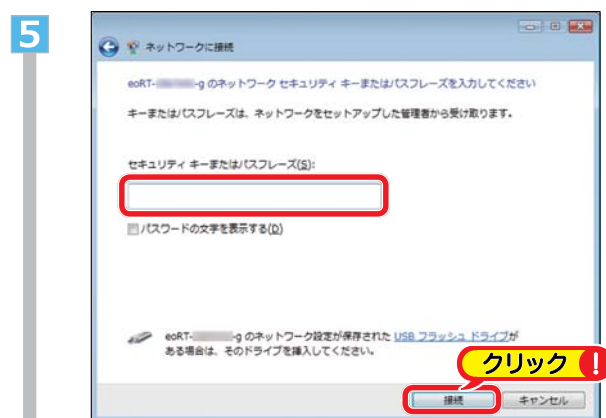 5
ネットワークに接続
eoRT- -g のネットワーク セキュリティ キーまたはパスフレーズを入力してください
キーまたはパスフレーズは、ネットワークをセットアップした管理者から受け取ります。
セキュリティ キーまたはパスフレーズ(S):
パスワードの文字を表示する(D)
eoRT- -g のネットワーク設定が保存された USB フラッシュ ドライブが
ある場合は、そのドライブを挿入してください。
クリック !
接続
キャンセル